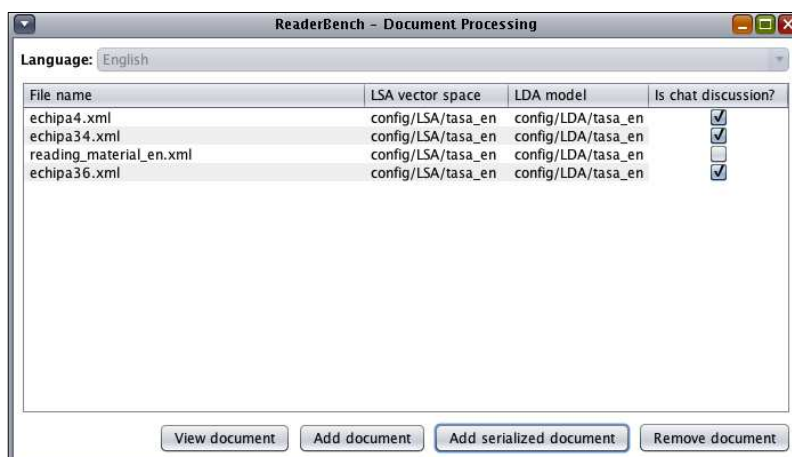 ReaderBench - Document Processing
Language: English
File name LSA vector space LDA model Is chat discussion?
echipa4.xml config/LSA/tasa_en config/LDA/tasa_en
echipa34.xml config/LSA/tasa_en config/LDA/tasa_en
reading_material_en.xml config/LSA/tasa_en config/LDA/tasa_en
echipa36.xml config/LSA/tasa_en config/LDA/tasa_en
View document Add document Add serialized document Remove document